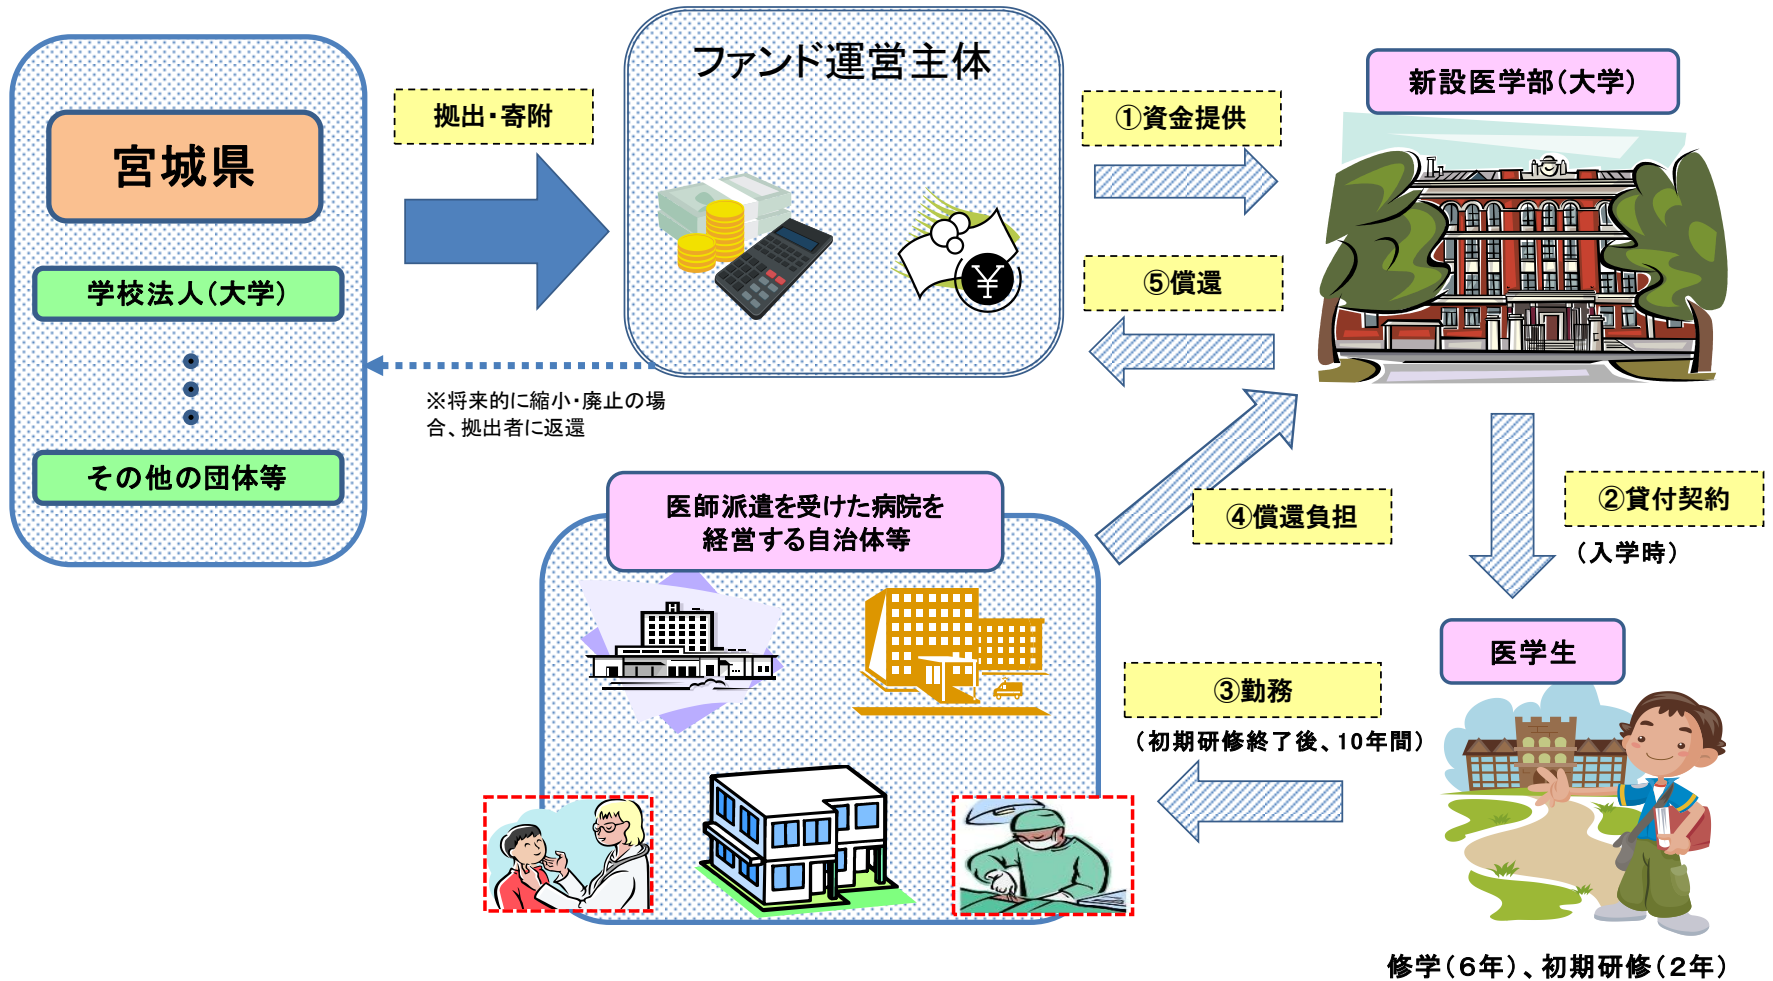 宮城県
学校法人（大学）
その他の団体等
拠出・寄附
※将来的に縮小・廃止の場
合、拠出者に返還
ファンド運営主体
①資金提供
⑤償還
新設医学部（大学）
②貸付契約
（入学時）
医学生
修学（６年）、初期研修（２年）
③勤務
（初期研修終了後、10年間）
④償還負担
医師派遣を受けた病院を
経営する自治体等
¥
H